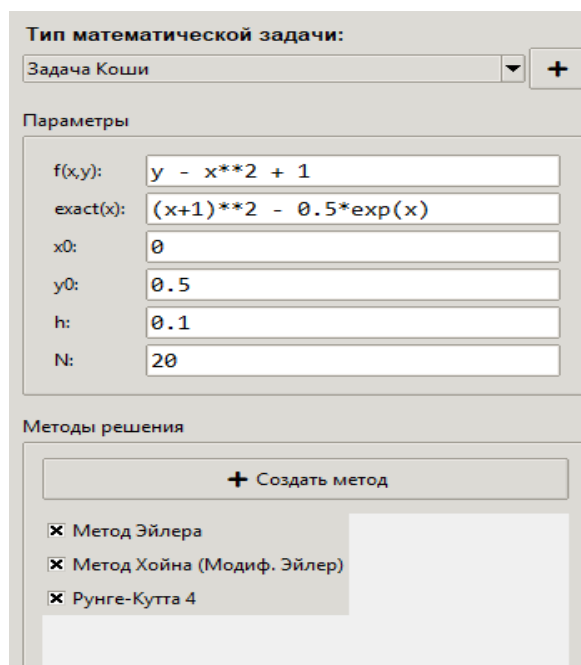 Тип математической задачи:
Задача Коши
+
Параметры
f(x,y): y - x**2 + 1
exact(x): (x+1)**2 - 0.5*exp(x)
x0: 0
y0: 0.5
h: 0.1
N: 20
Методы решения
+ Создать метод
Метод Эйлера
Метод Хойна (Модиф. Эйлер)
Рунге-Кутта 4